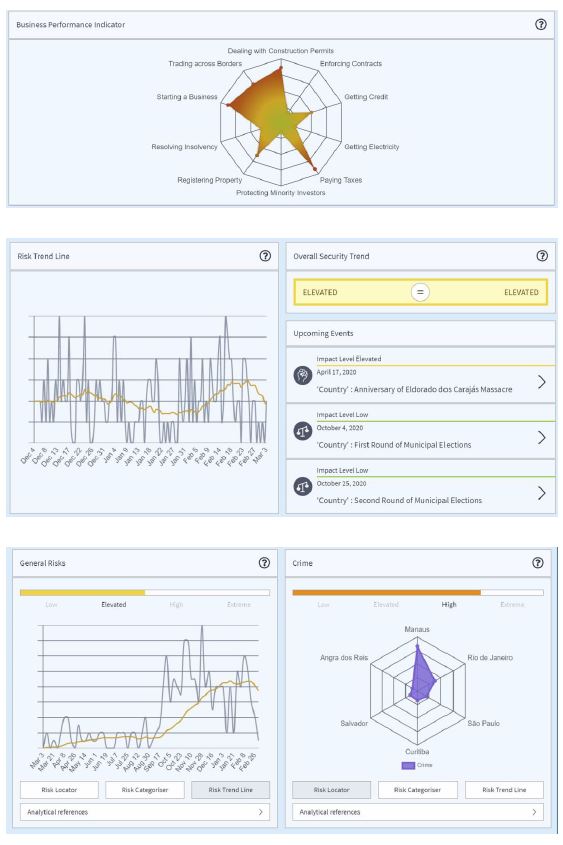 Business Performance Indicator
?
Dealing with Construction Permits
Trading across Borders
Enforcing Contracts
Starting a Business
Getting Credit
Resolving Insolvency
Getting Electricity
Registering Property
Paying Taxes
Protecting Minority Investors
Risk Trend Line
?
Dec 4
Dec 8
Dec 13
Dec 17
Dec 22
Dec 26
Dec 31
Jan 4
Jan 9
Jan 13
Jan 18
Jan 22
Jan 27
Jan 31
Feb 5
Feb 9
Feb 14
Feb 18
Feb 23
Feb 27
Mar 3
Overall Security Trend
?
ELEVATED = ELEVATED
Upcoming Events
Impact Level Elevated
April 17, 2020
'Country' : Anniversary of Eldorado dos Carajás Massacre
Impact Level Low
October 4, 2020
'Country' : First Round of Municipal Elections
Impact Level Low
October 25, 2020
'Country' : Second Round of Municipal Elections
General Risks
?
Low Elevated High Extreme
Mar 3
Mar 21
Apr 8
Apr 26
May 14
Jun 1
Jun 19
Jul 7
Jul 25
Aug 12
Aug 30
Sep 17
Oct 5
Oct 23
Nov 10
Nov 28
Dec 16
Jan 3
Jan 21
Feb 8
Feb 26
Risk Locator
Risk Categoriser
Risk Trend Line
Analytical references
Crime
?
Low Elevated High Extreme
Manaus
Angra dos Reis
Rio de Janeiro
Salvador
São Paulo
Curitiba
Crime
Risk Locator
Risk Categoriser
Risk Trend Line
Analytical references